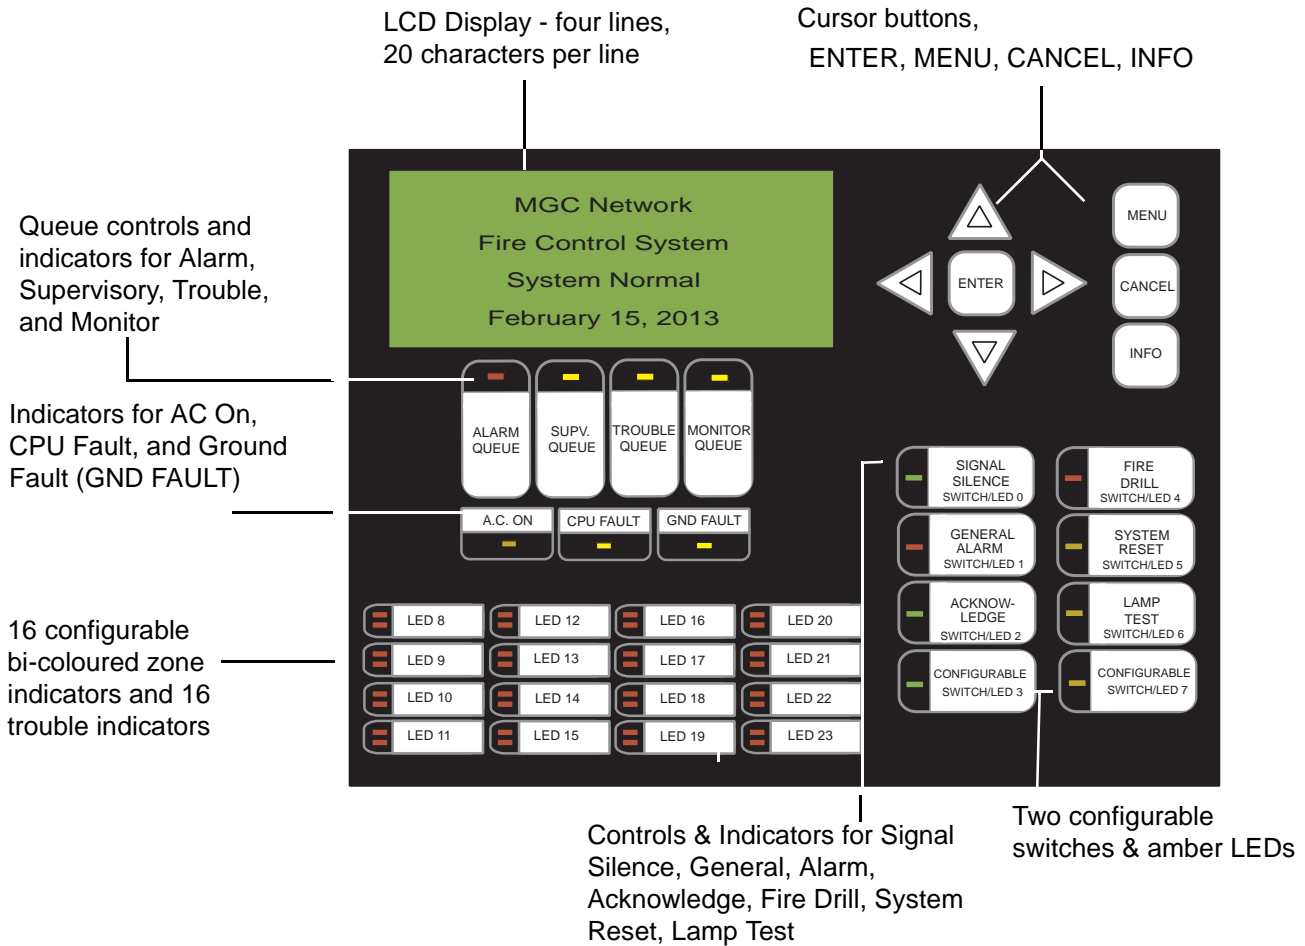 LCD Display - four lines,
20 characters per line
Cursor buttons,
ENTER, MENU, CANCEL, INFO
MGC Network
Fire Control System
System Normal
February 15, 2013
MENU
ENTER
CANCEL
INFO
Queue controls and
indicators for Alarm,
Supervisory, Trouble,
and Monitor
ALARM
QUEUE
SUPV.
QUEUE
TROUBLE
QUEUE
MONITOR
QUEUE
Indicators for AC On,
CPU Fault, and Ground
Fault (GND FAULT)
A.C. ON
CPU FAULT
GND FAULT
SIGNAL
SILENCE
SWITCH/LED 0
FIRE
DRILL
SWITCH/LED 4
GENERAL
ALARM
SWITCH/LED 1
SYSTEM
RESET
SWITCH/LED 5
ACKNOW-
LEDGE
SWITCH/LED 2
LAMP
TEST
SWITCH/LED 6
CONFIGURABLE
SWITCH/LED 3
CONFIGURABLE
SWITCH/LED 7
16 configurable
bi-coloured zone
indicators and 16
trouble indicators
LED 8
LED 12
LED 16
LED 20
LED 9
LED 13
LED 17
LED 21
LED 10
LED 14
LED 18
LED 22
LED 11
LED 15
LED 19
LED 23
Controls & Indicators for Signal
Silence, General, Alarm,
Acknowledge, Fire Drill, System
Reset, Lamp Test
Two configurable
switches & amber LEDs